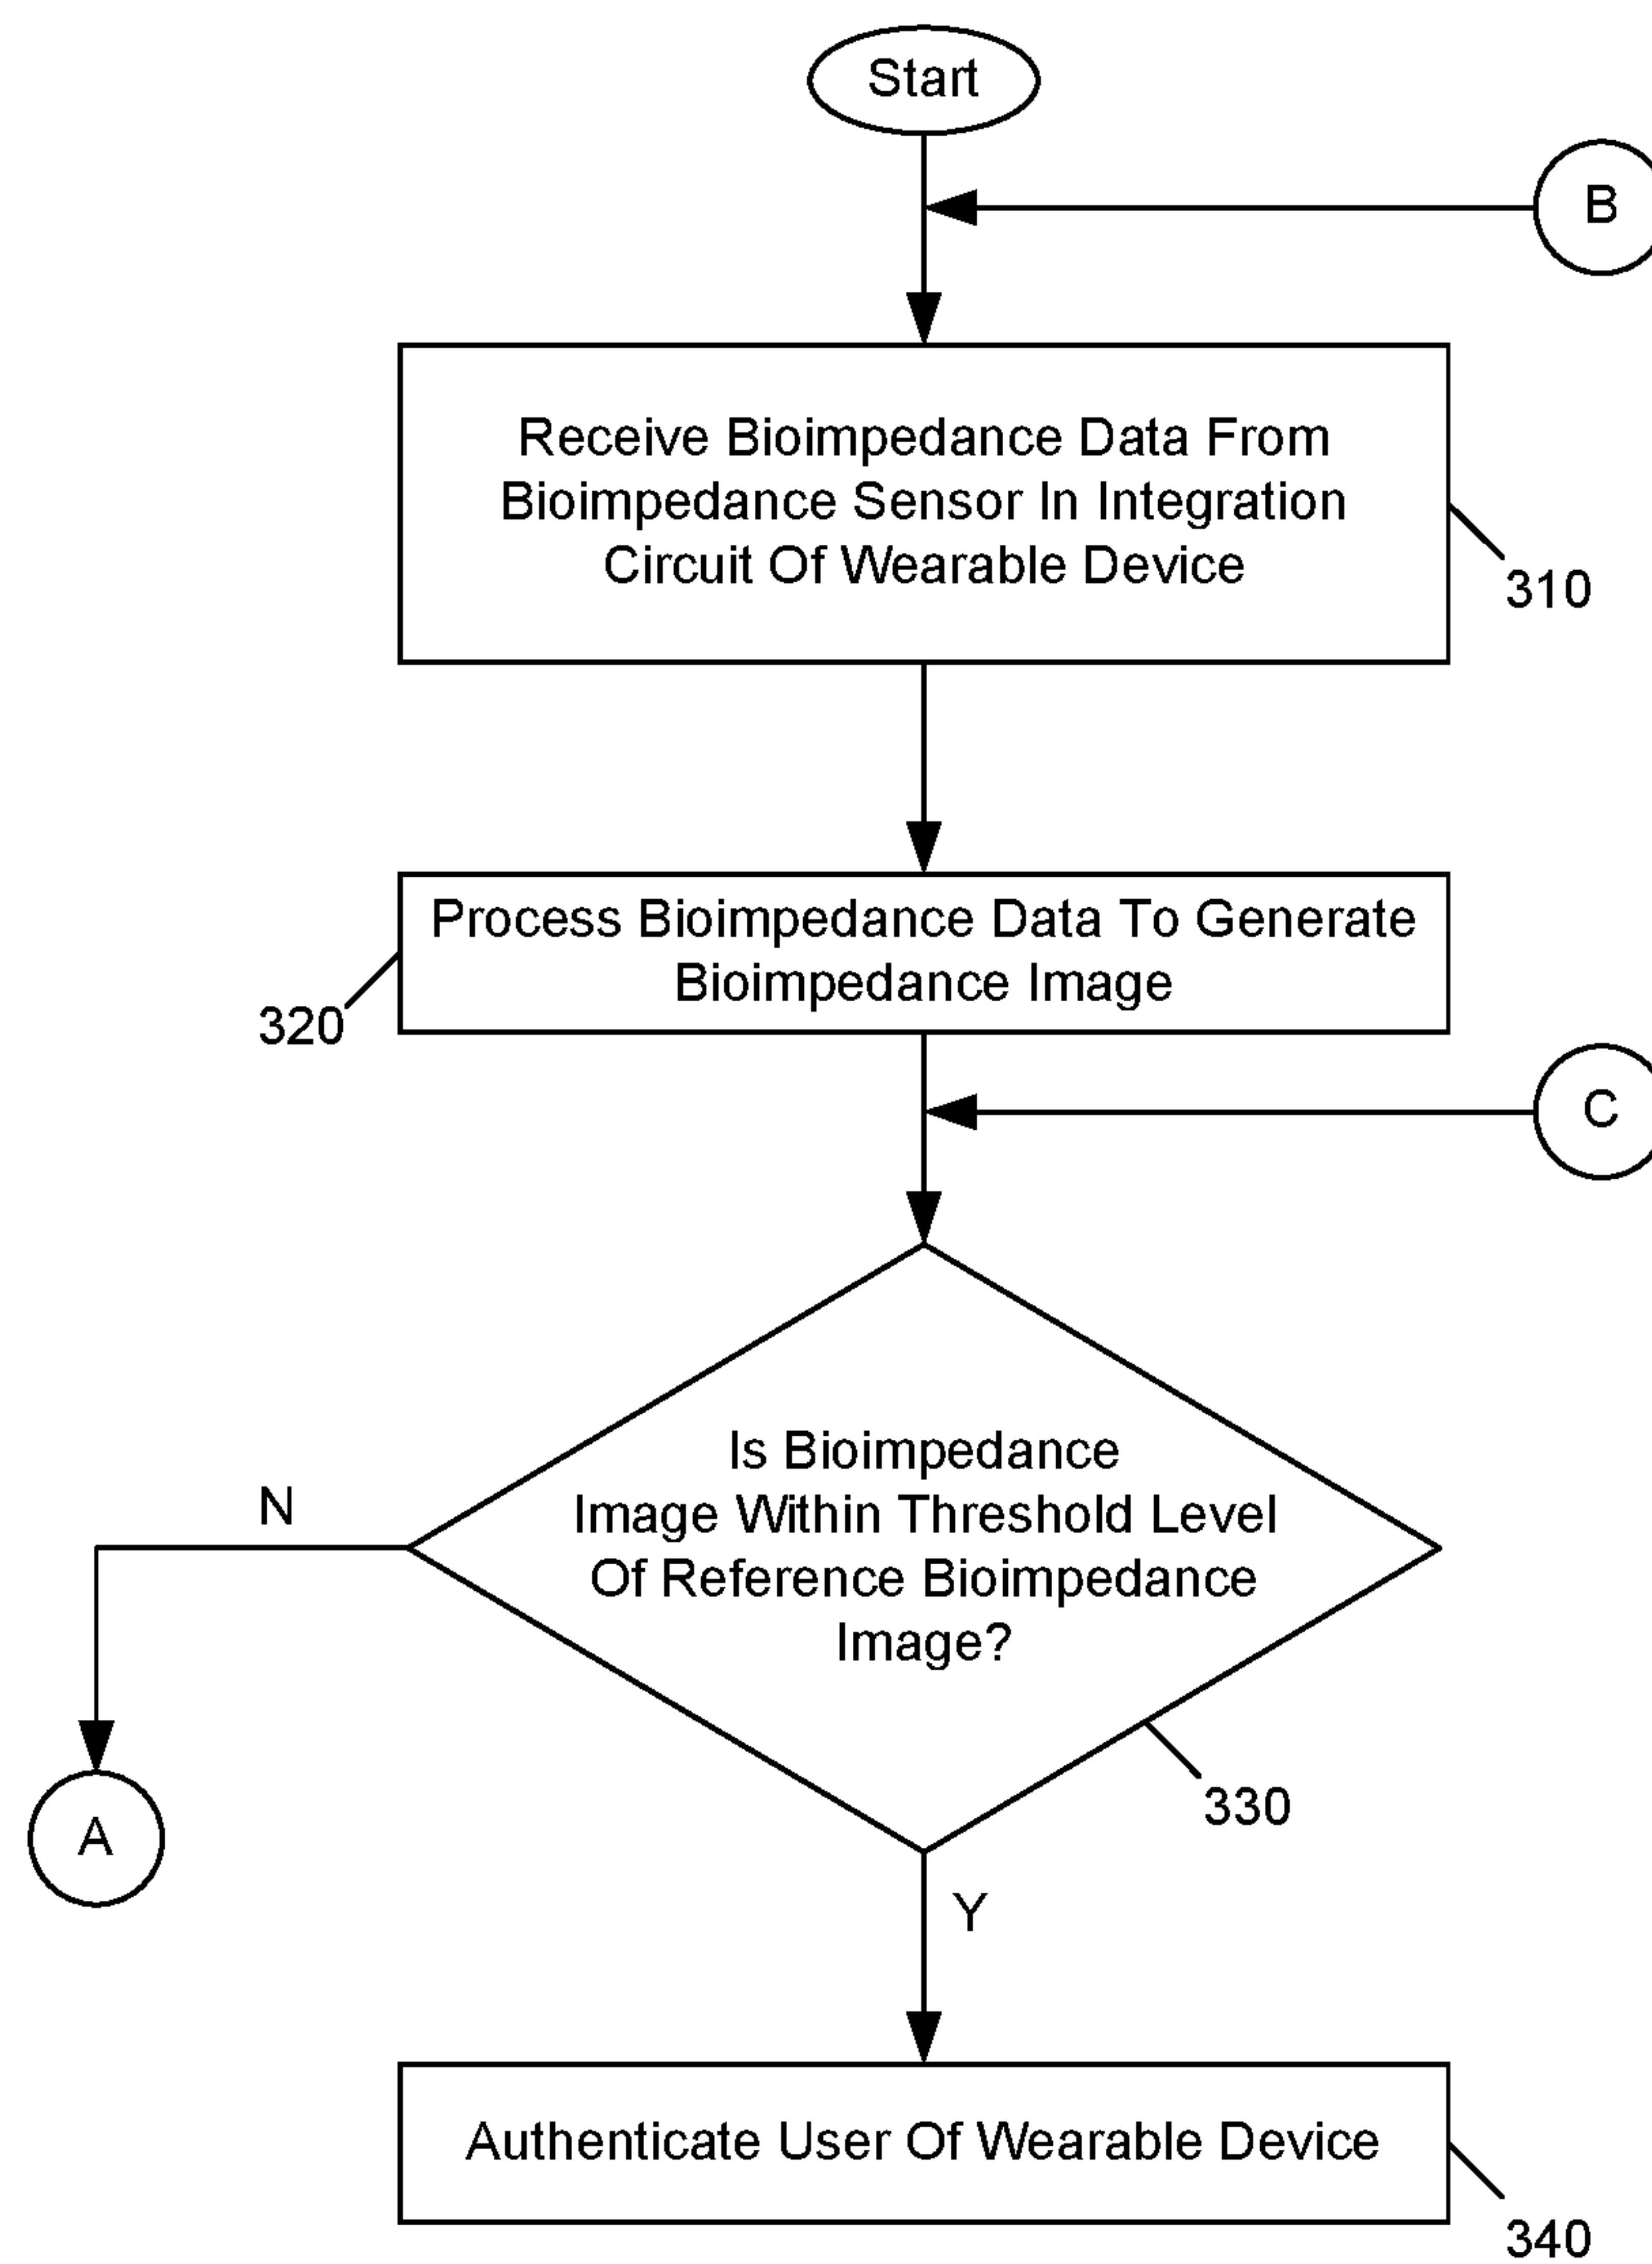 Start
B
Receive Bioimpedance Data From
Bioimpedance Sensor In Integration
Circuit Of Wearable Device
310
Process Bioimpedance Data To Generate
Bioimpedance Image
320
C
Is Bioimpedance
Image Within Threshold Level
Of Reference Bioimpedance
Image?
N
330
A
Y
Authenticate User Of Wearable Device
340